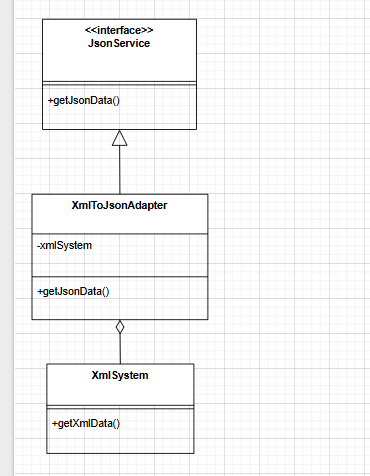 <<interface>>
JsonService
+getJsonData()
XmlToJsonAdapter
-xmlSystem
+getJsonData()
XmlSystem
+getXmlData()